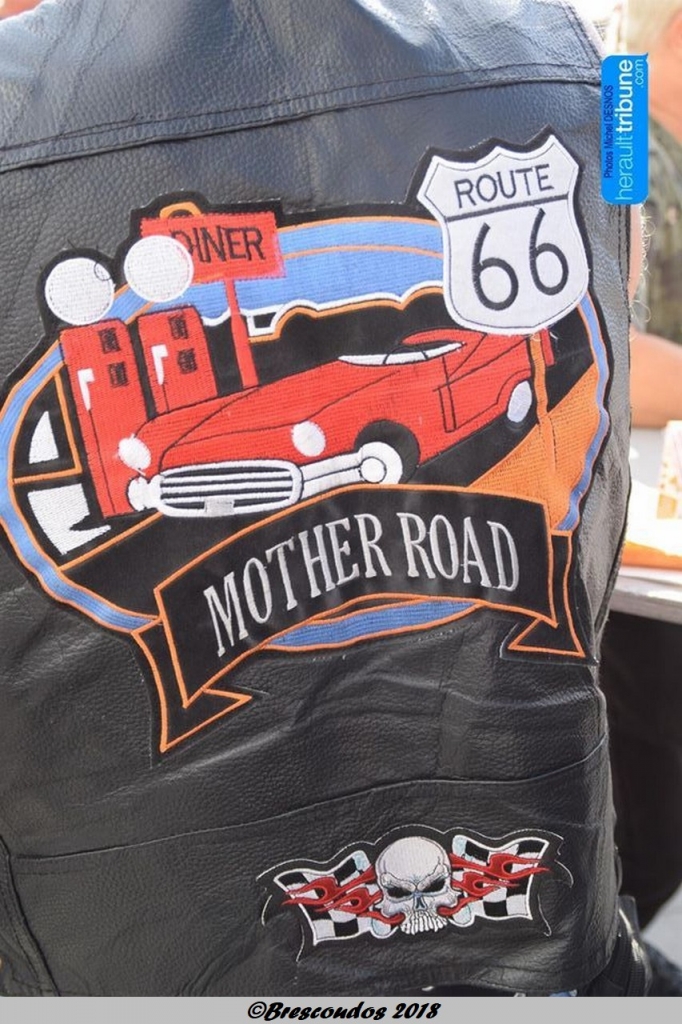 Photos Michel DESNOS
heraulttribune
.com
ROUTE
66
DINER
MOTHER ROAD
©Brescoudos 2018